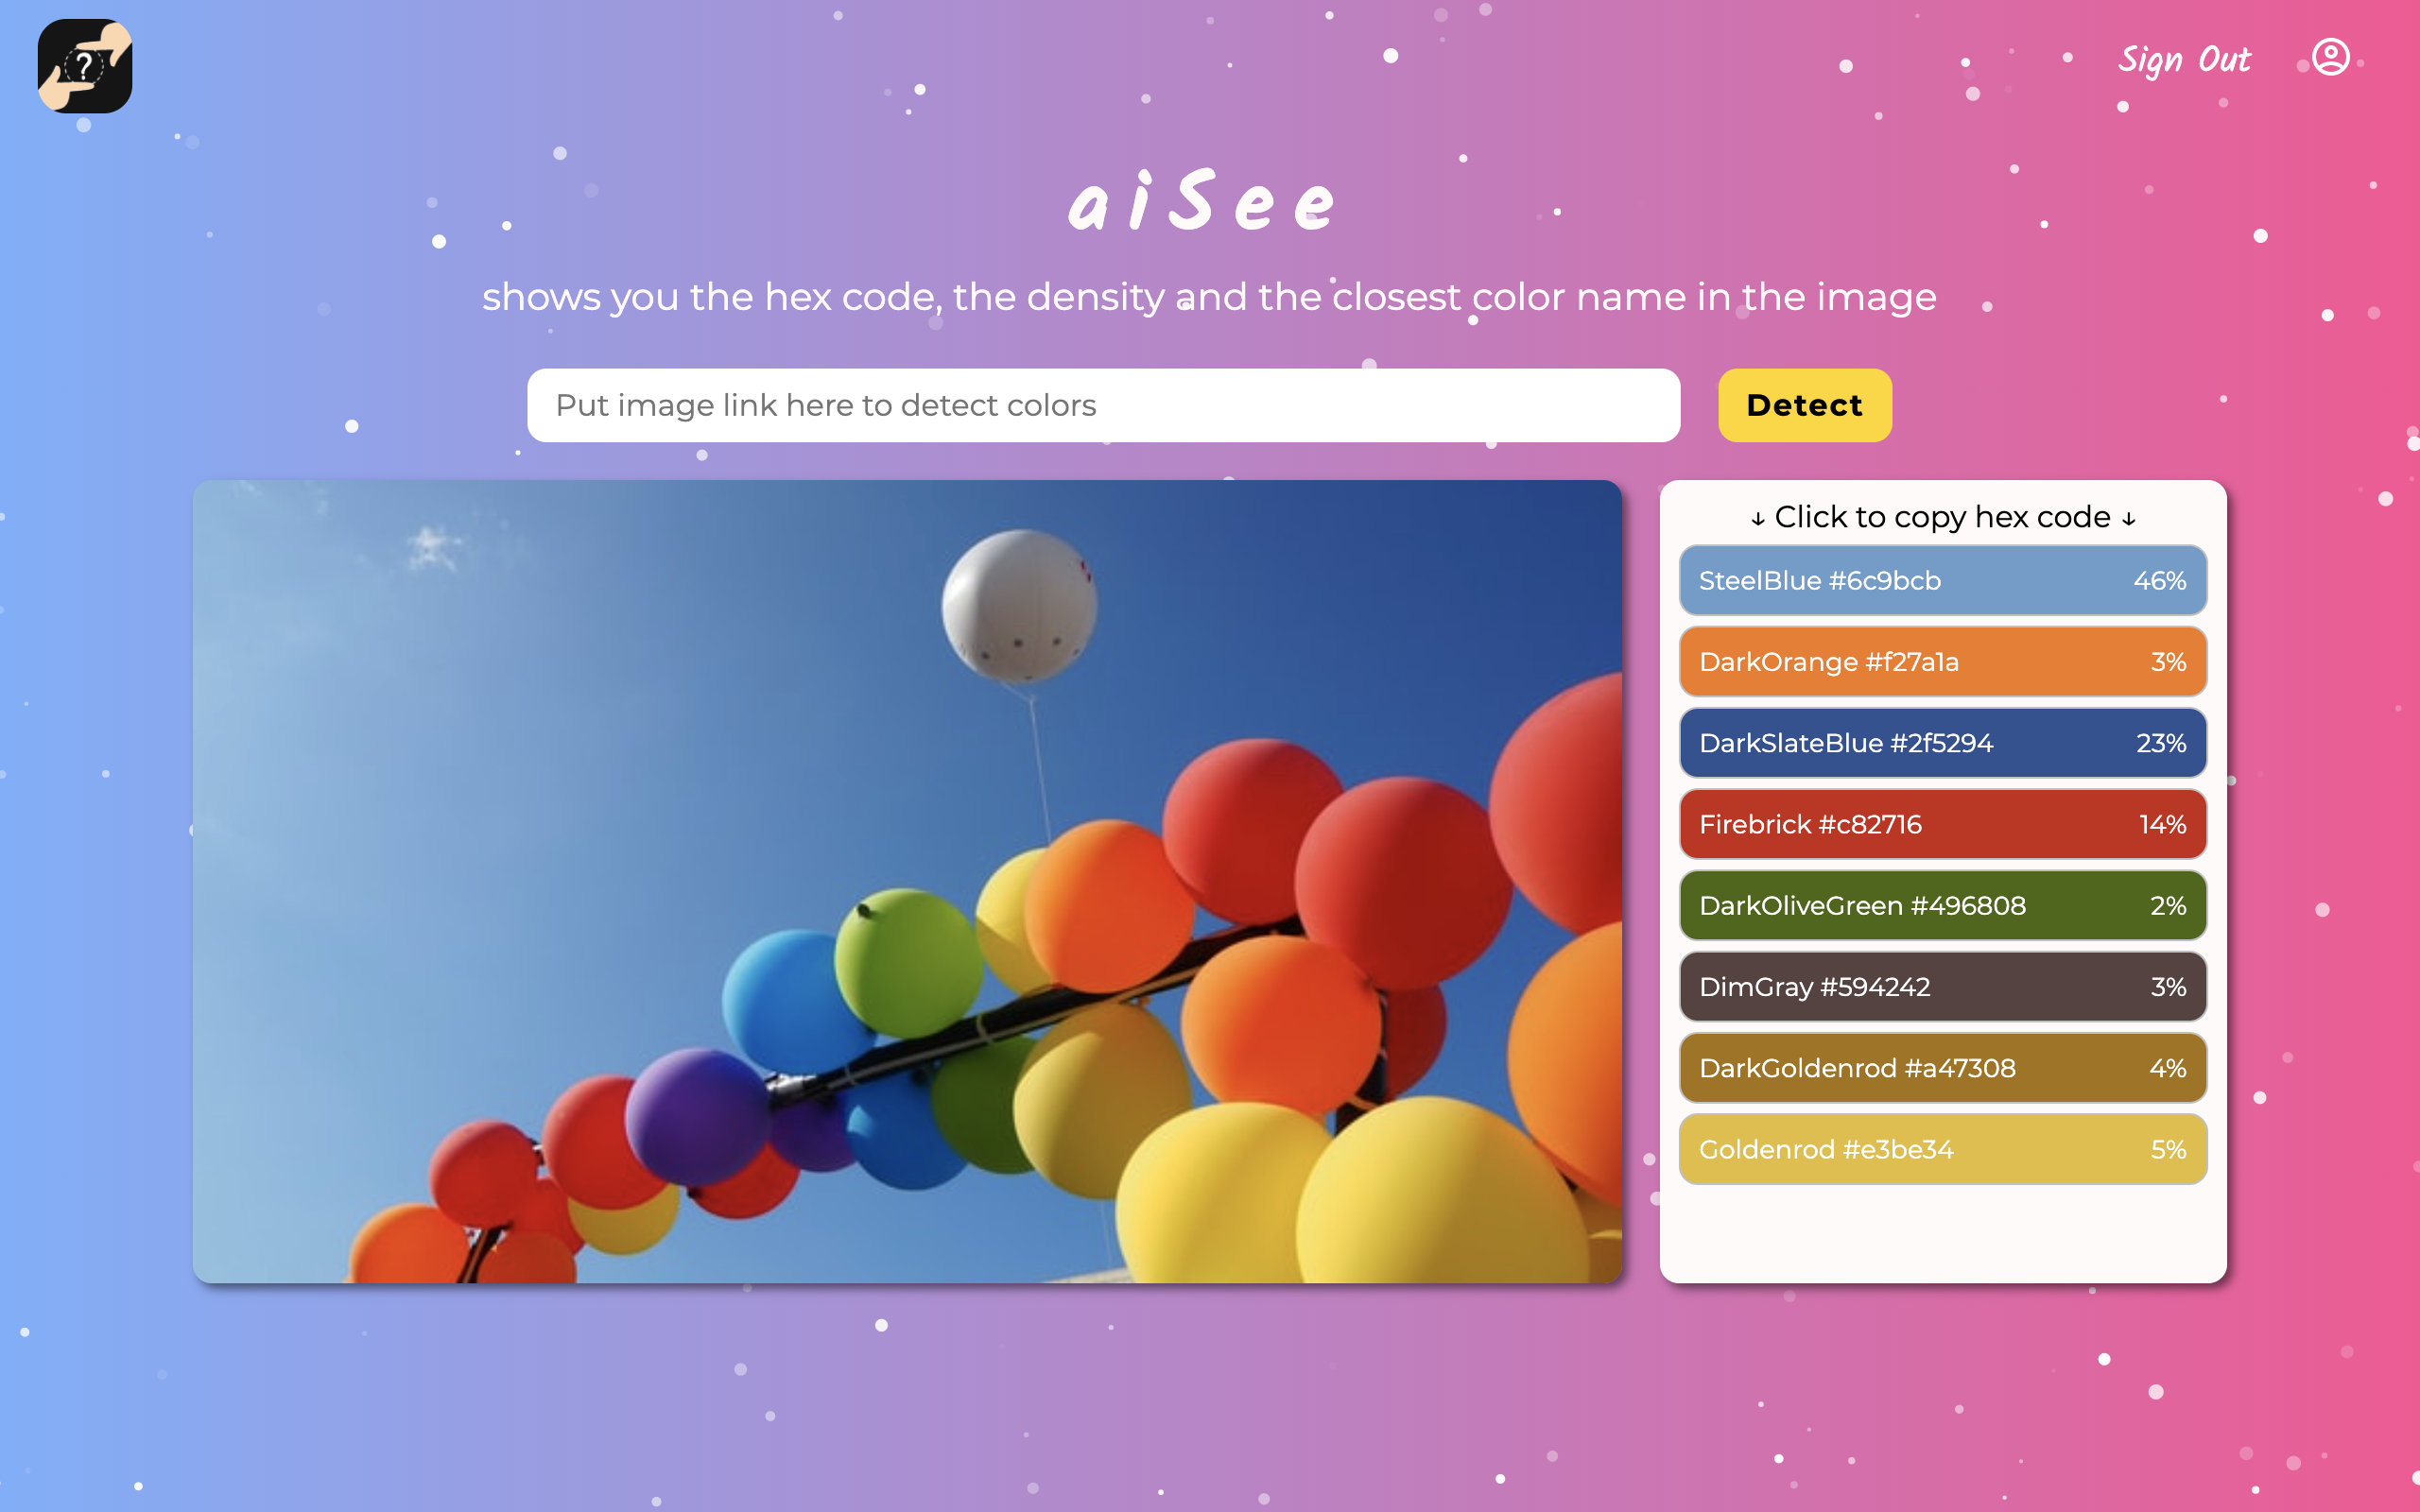 ?
Sign Out
aiSee
shows you the hex code, the density and the closest color name in the image
Put image link here to detect colors
Detect
↓ Click to copy hex code ↓
SteelBlue #6c9bcb 46%
DarkOrange #f27a1a 3%
DarkSlateBlue #2f5294 23%
Firebrick #c82716 14%
DarkOliveGreen #496808 2%
DimGray #594242 3%
DarkGoldenrod #a47308 4%
Goldenrod #e3be34 5%